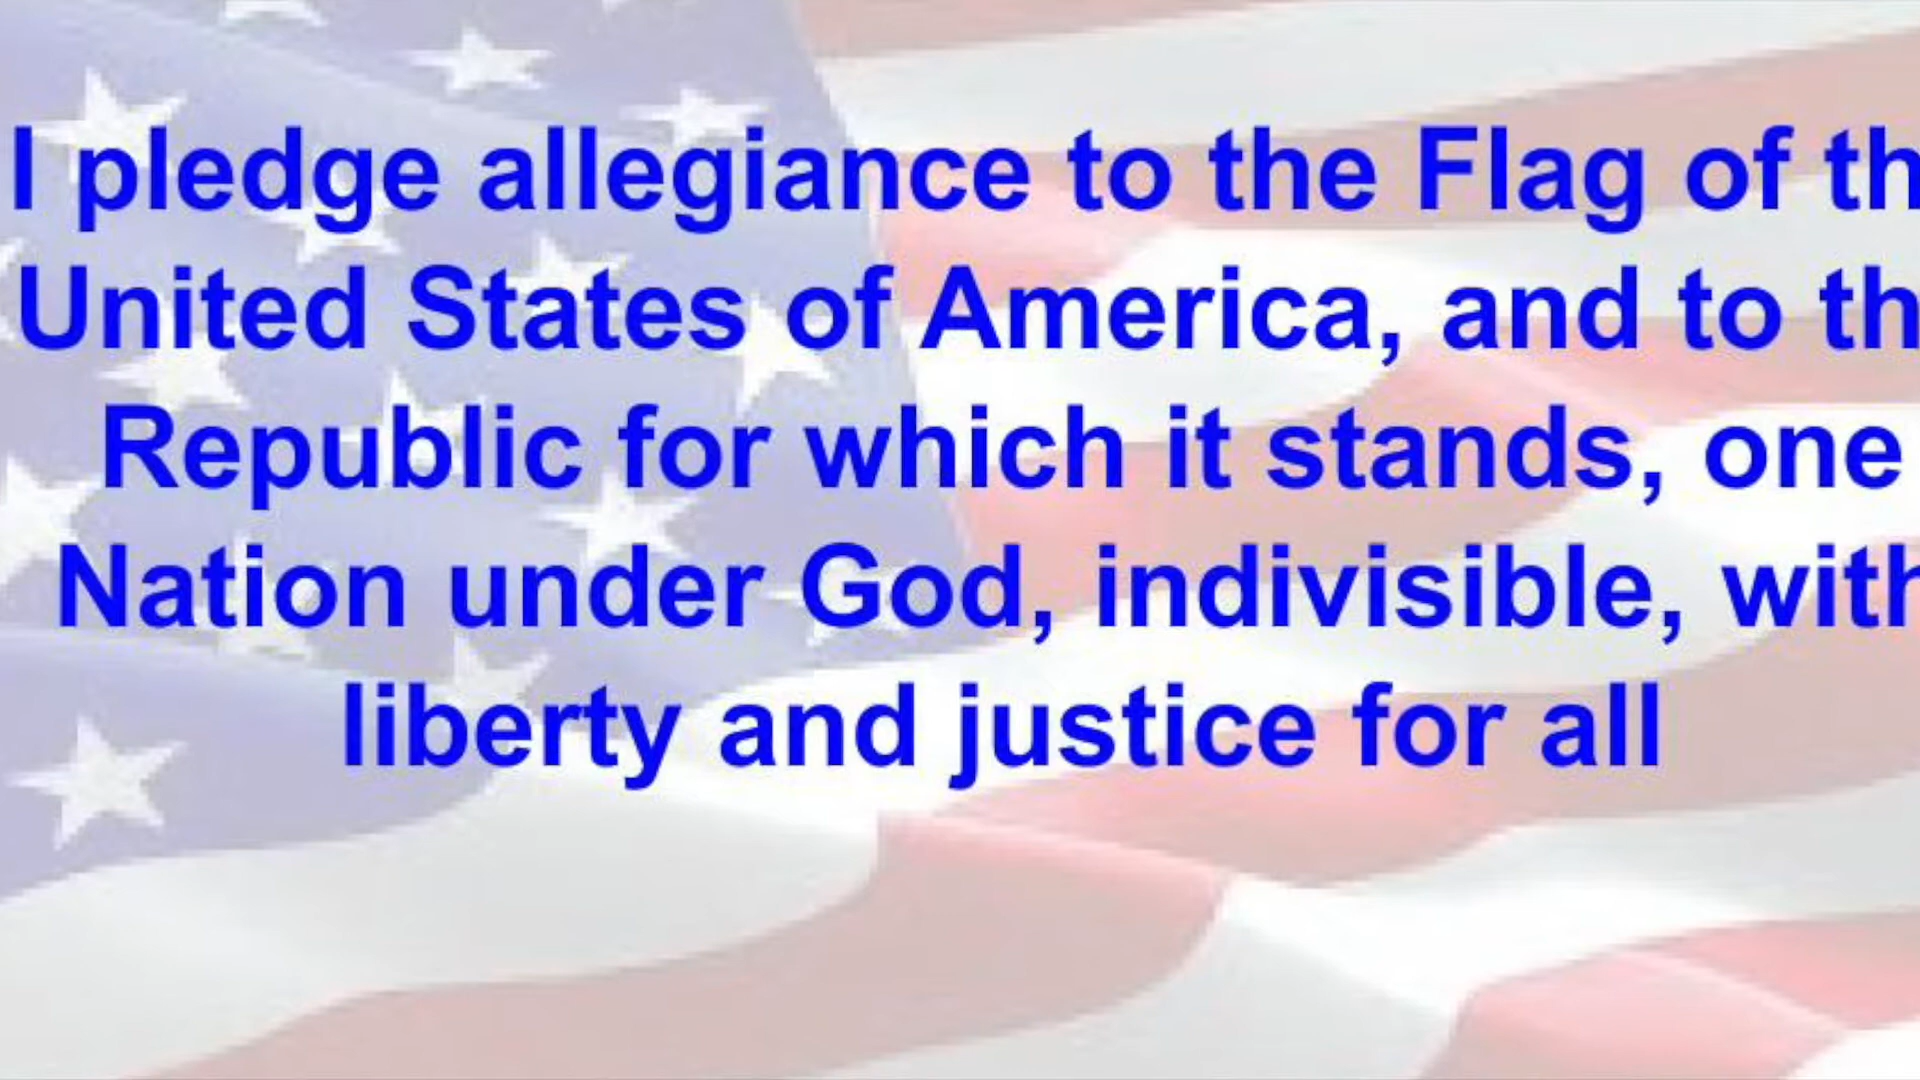 I pledge allegiance to the Flag of th
United States of America, and to th
Republic for which it stands, one
Nation under God, indivisible, with
liberty and justice for all